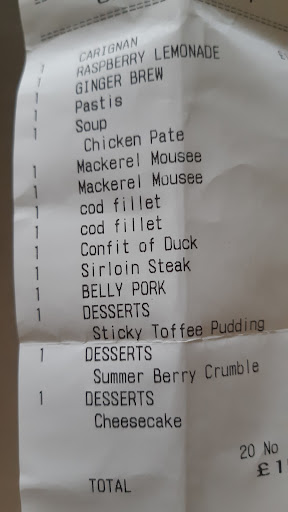 1 CARIGNAN
1 RASPBERRY LEMONADE
1 GINGER BREW
1 Pastis
1 Soup
Chicken Pate
1 Mackerel Mousee
1 Mackerel Mousee
1 cod fillet
1 cod fillet
1 Confit of Duck
1 Sirloin Steak
1 BELLY PORK
1 DESSERTS
Sticky Toffee Pudding
1 DESSERTS
Summer Berry Crumble
1 DESSERTS
Cheesecake
20 No
TOTAL